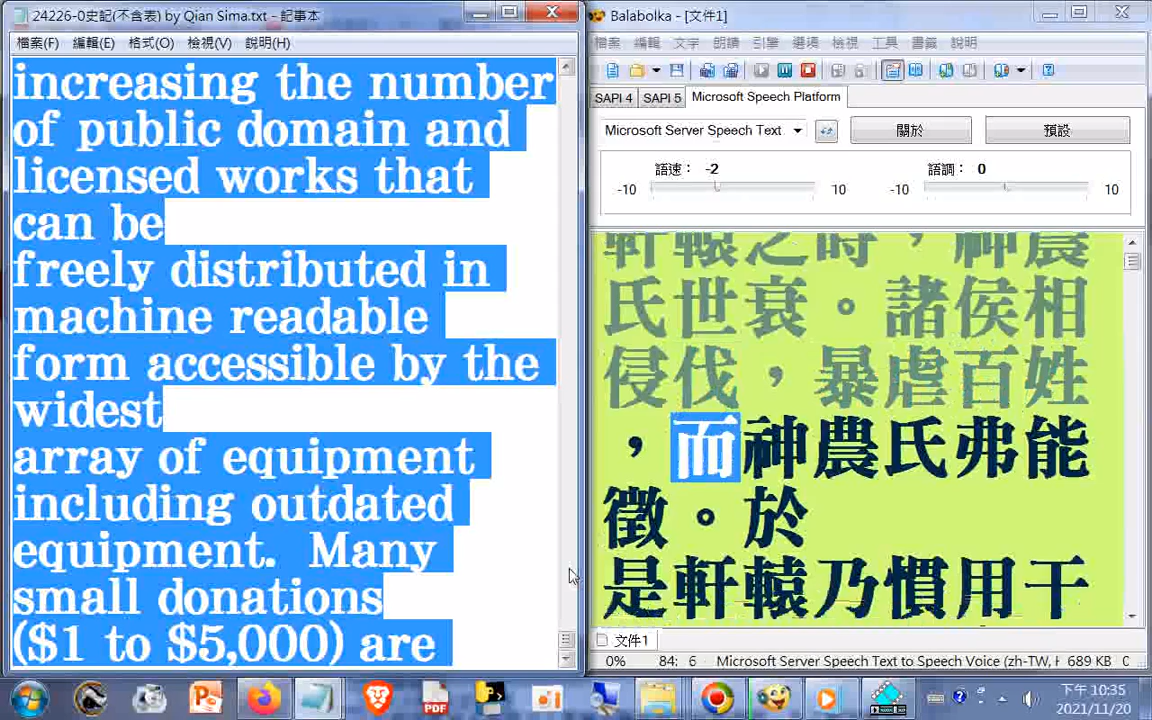 24226-0史記(不含表) by Qian Sima.txt - 記事本
檔案(F) 編輯(E) 格式(O) 檢視(V) 說明(H)
increasing the number
of public domain and
licensed works that
can be
freely distributed in
machine readable
form accessible by the
widest
array of equipment
including outdated
equipment.  Many
small donations
($1 to $5,000) are
Balabolka - [文件1]
檔案 編輯 文字 朗讀 引擎 選項 檢視 工具 書籤 說明
SAPI 4 SAPI 5 Microsoft Speech Platform
Microsoft Server Speech Text 關於 預設
語速： -2 語調： 0
-10 10 -10 10
軒轅之時，神農
氏世衰。諸侯相
侵伐，暴虐百姓
，而神農氏弗能
徵。於
是軒轅乃慣用干
文件1
0% 84: 6 Microsoft Server Speech Text to Speech Voice (zh-TW, 689 KB
PDF
下午 10:35
2021/11/20